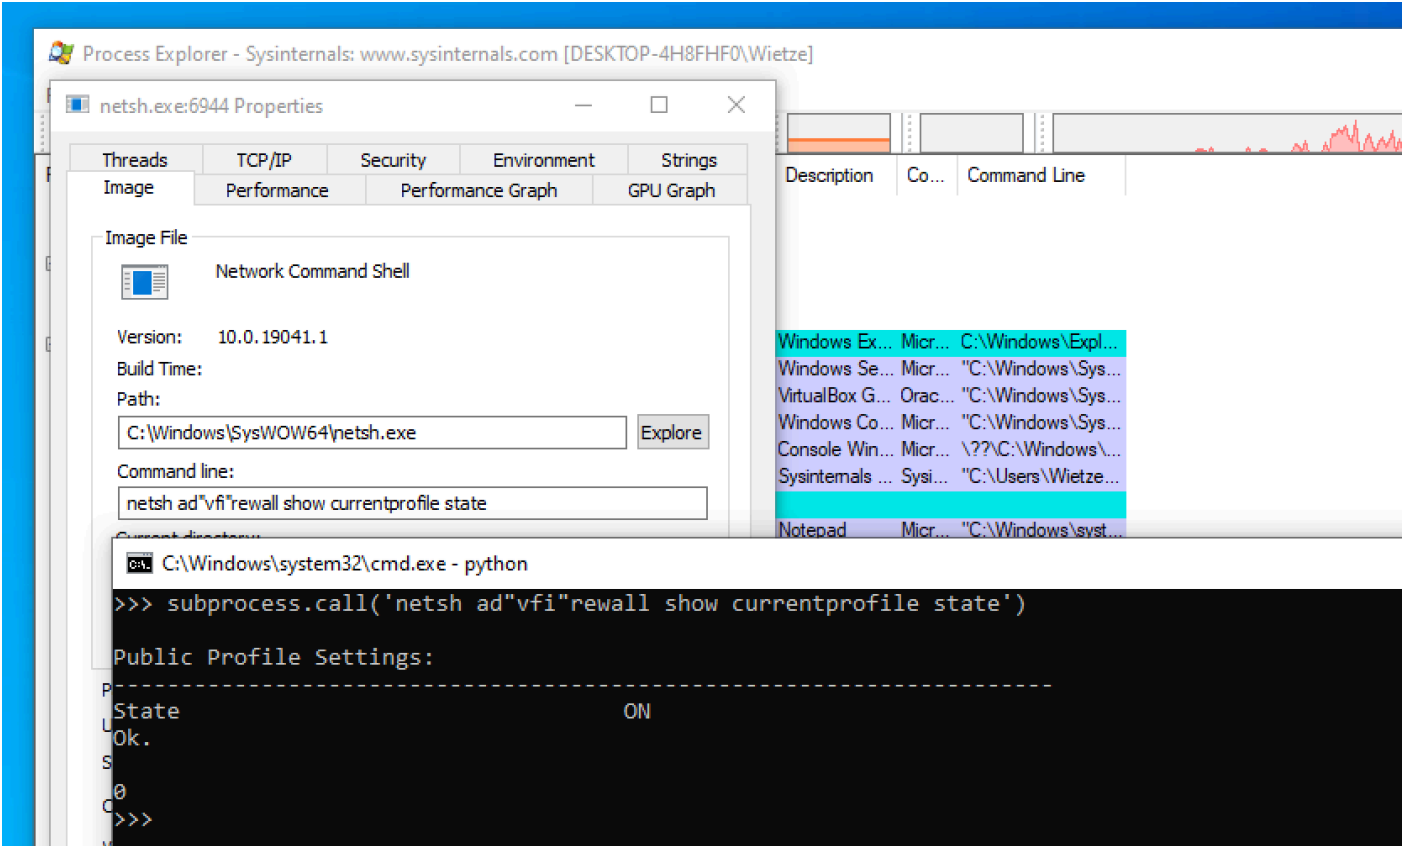 Process Explorer - Sysinternals: www.sysinternals.com [DESKTOP-4H8FHF0\Wietze]
netsh.exe:6944 Properties
Threads TCP/IP Security Environment Strings
Image Performance Performance Graph GPU Graph
Image File
Network Command Shell
Version: 10.0.19041.1
Build Time:
Path:
C:\Windows\SysWOW64\netsh.exe Explore
Command line:
netsh ad"vfi"rewall show currentprofile state
Current directory:
Description Co... Command Line
Windows Ex... Micr... C:\Windows\Expl...
Windows Se... Micr... "C:\Windows\Sys...
VirtualBox G... Orac... "C:\Windows\Sys...
Windows Co... Micr... "C:\Windows\Sys...
Console Win... Micr... \??\C:\Windows\...
Sysinternals ... Sysi... "C:\Users\Wietze...
Notepad Micr... "C:\Windows\syst...
C:\Windows\system32\cmd.exe - python
>>> subprocess.call('netsh ad"vfi"rewall show currentprofile state')
Public Profile Settings:
----------------------------------------------------------------------
State ON
Ok.
0
>>>